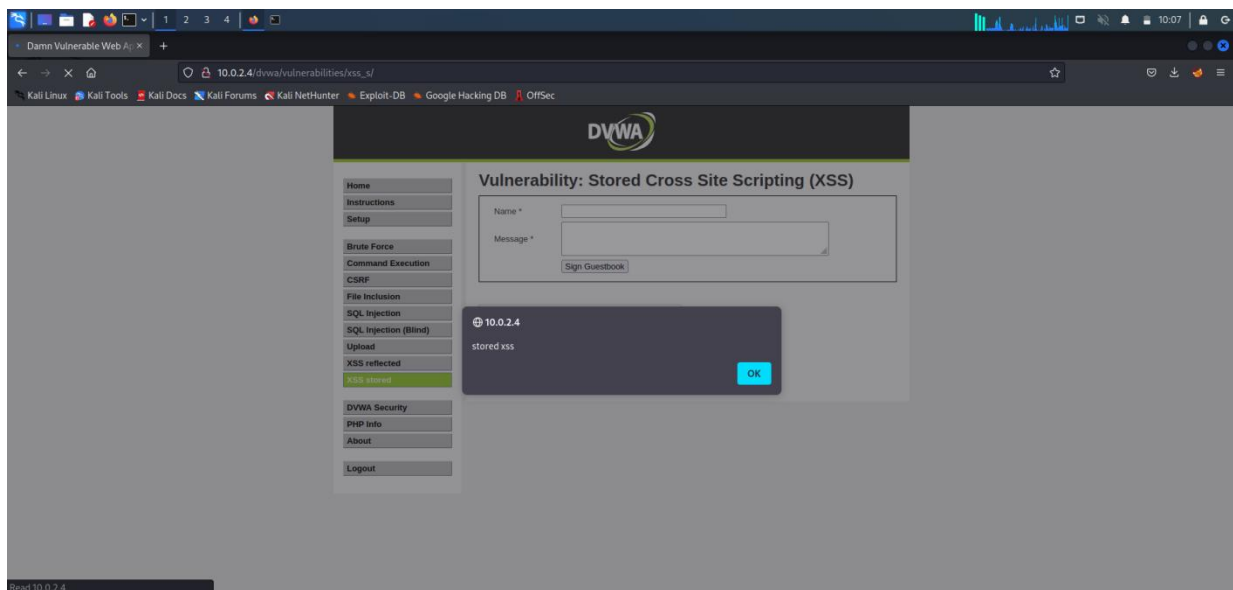 1 2 3 4
10:07
Damn Vulnerable Web Ap
10.0.2.4/dvwa/vulnerabilities/xss_s/
Kali Linux Kali Tools Kali Docs Kali Forums Kali NetHunter Exploit-DB Google Hacking DB OffSec
DVWA
Home
Instructions
Setup
Brute Force
Command Execution
CSRF
File Inclusion
SQL Injection
SQL Injection (Blind)
Upload
XSS reflected
XSS stored
DVWA Security
PHP Info
About
Logout
Vulnerability: Stored Cross Site Scripting (XSS)
Name *
Message *
Sign Guestbook
10.0.2.4
stored xss
OK
Read 10.0.2.4